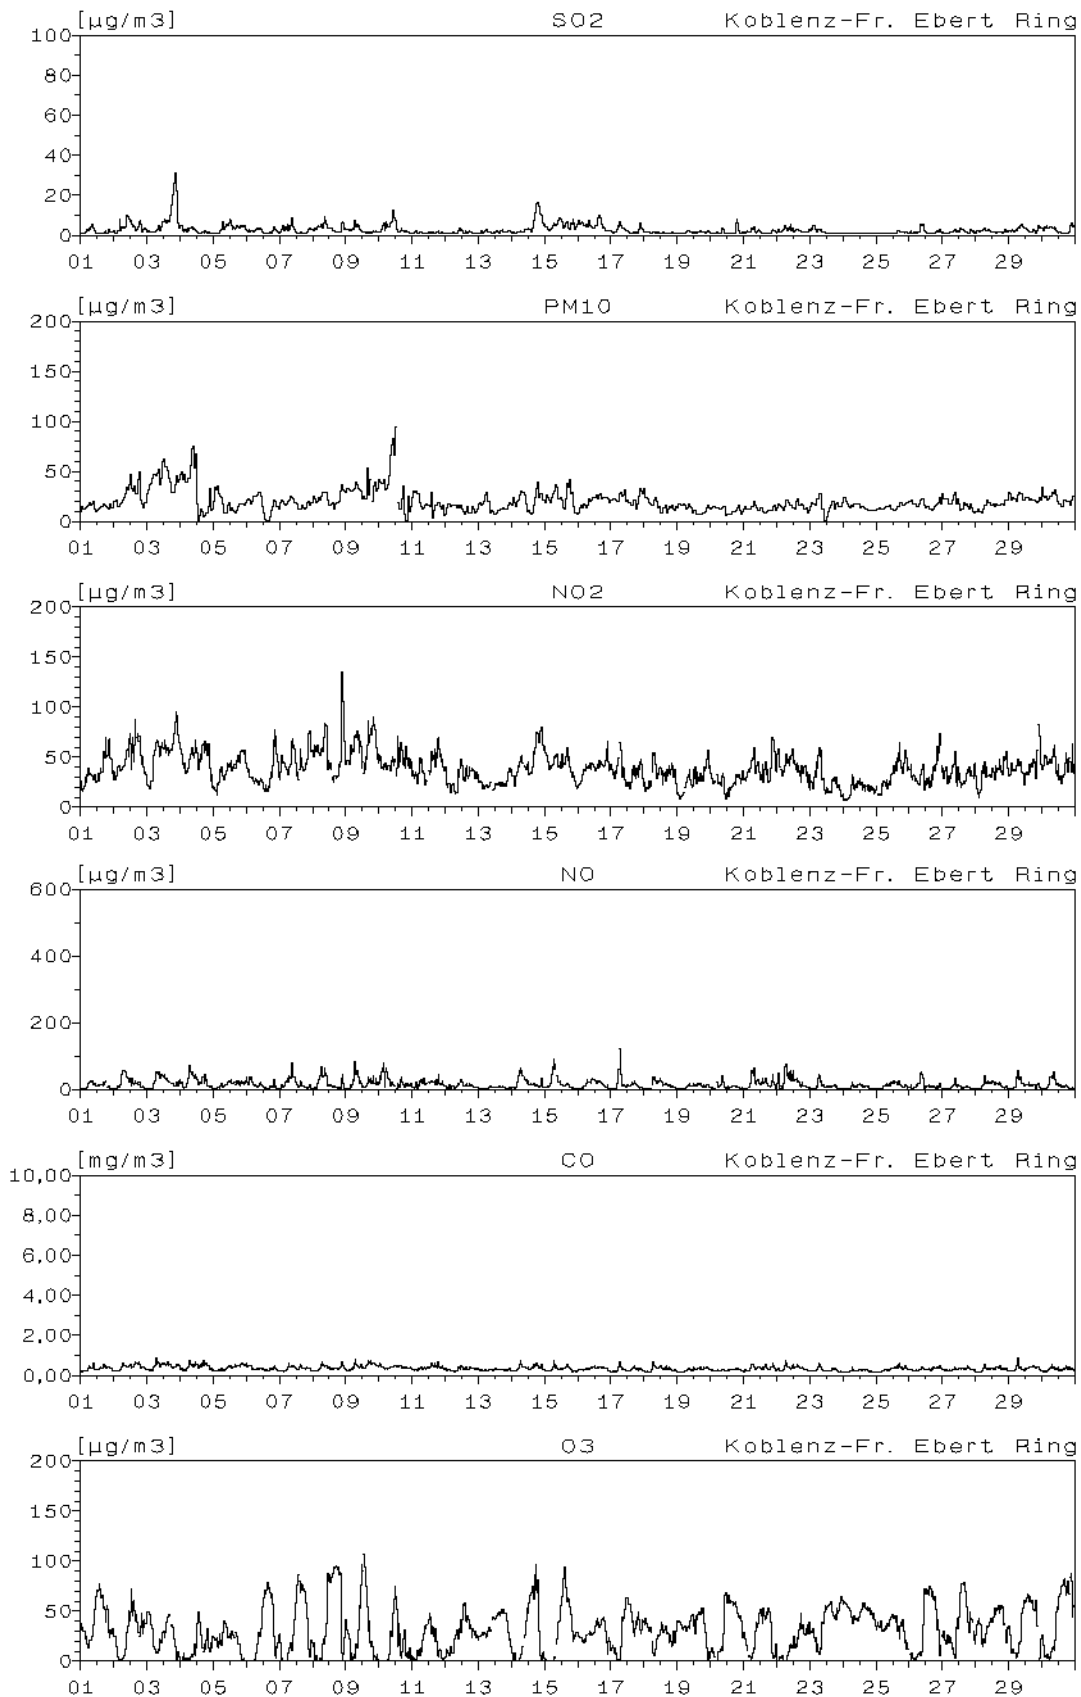 [µg/m3] SO2 Koblenz-Fr. Ebert Ring
100
80
60
40
20
0
01 03 05 07 09 11 13 15 17 19 21 23 25 27 29
[µg/m3] PM10 Koblenz-Fr. Ebert Ring
200
150
100
50
0
01 03 05 07 09 11 13 15 17 19 21 23 25 27 29
[µg/m3] NO2 Koblenz-Fr. Ebert Ring
200
150
100
50
0
01 03 05 07 09 11 13 15 17 19 21 23 25 27 29
[µg/m3] NO Koblenz-Fr. Ebert Ring
600
400
200
0
01 03 05 07 09 11 13 15 17 19 21 23 25 27 29
[mg/m3] CO Koblenz-Fr. Ebert Ring
10,00
8,00
6,00
4,00
2,00
0,00
01 03 05 07 09 11 13 15 17 19 21 23 25 27 29
[µg/m3] O3 Koblenz-Fr. Ebert Ring
200
150
100
50
0
01 03 05 07 09 11 13 15 17 19 21 23 25 27 29